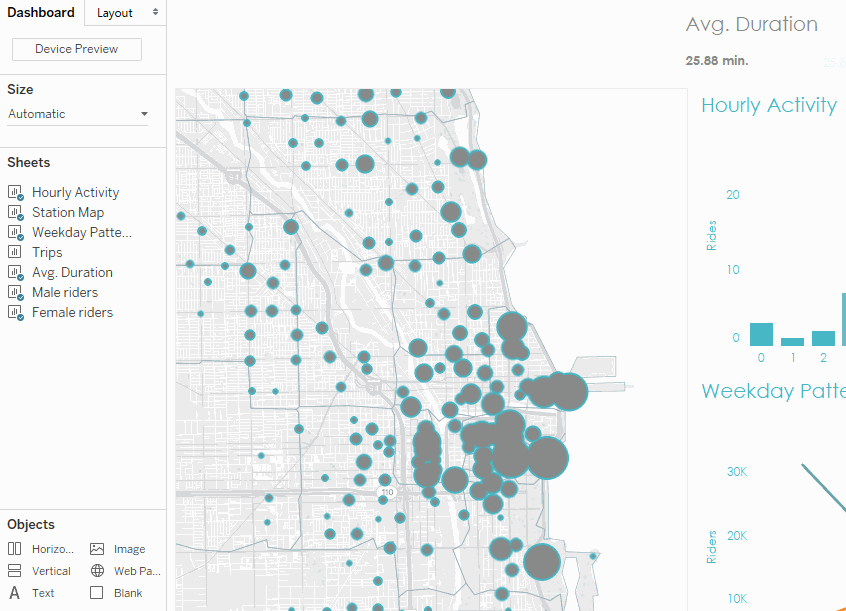 Dashboard
Layout
Device Preview
Size
Automatic
Sheets
Hourly Activity
Station Map
Weekday Patte...
Trips
Avg. Duration
Male riders
Female riders
Objects
Horizo...
Image
Vertical
Web Pa...
A Text
Blank
110
Avg. Duration
25.88 min.
Hourly Activity
20
Rides
10
0
0 1 2
Weekday Patte
30K
20K
Riders
10K